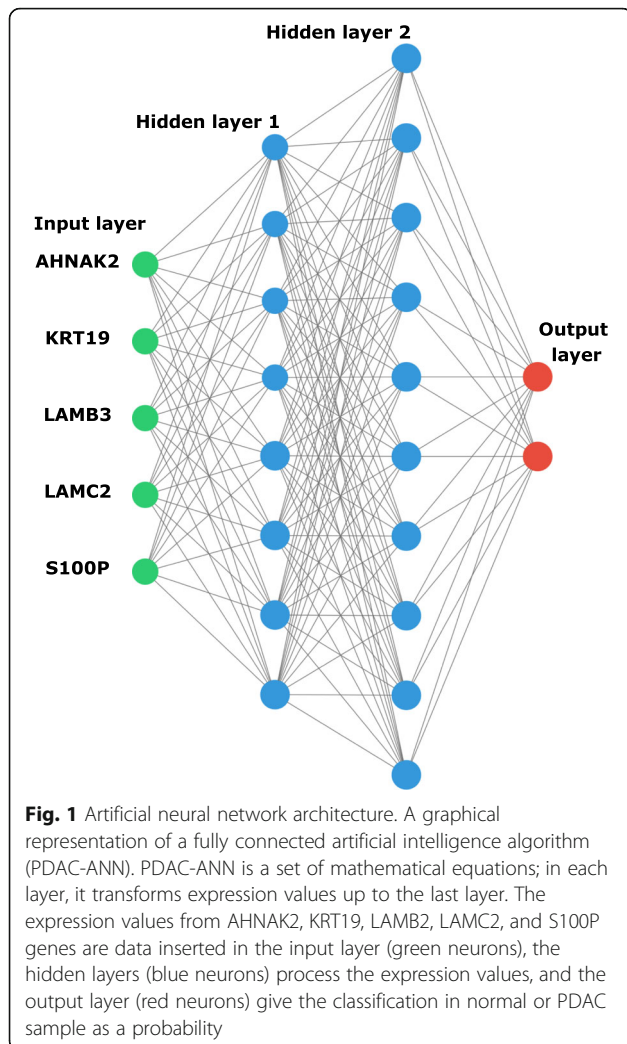 Hidden layer 2
Hidden layer 1
Input layer
AHNAK2
KRT19
LAMB3
LAMC2
S100P
Output
layer
Fig. 1 Artificial neural network architecture. A graphical
representation of a fully connected artificial intelligence algorithm
(PDAC-ANN). PDAC-ANN is a set of mathematical equations; in each
layer, it transforms expression values up to the last layer. The
expression values from AHNAK2, KRT19, LAMB2, LAMC2, and S100P
genes are data inserted in the input layer (green neurons), the
hidden layers (blue neurons) process the expression values, and the
output layer (red neurons) give the classification in normal or PDAC
sample as a probability